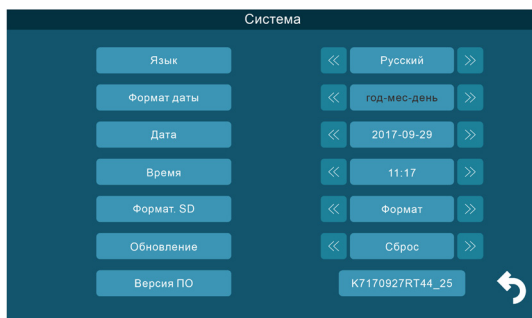 Система
Язык « Русский »
Формат даты « год-мес-день »
Дата « 2017-09-29 »
Время « 11:17 »
Формат. SD « Формат »
Обновление « Сброс »
Версия ПО K7170927RT44_25